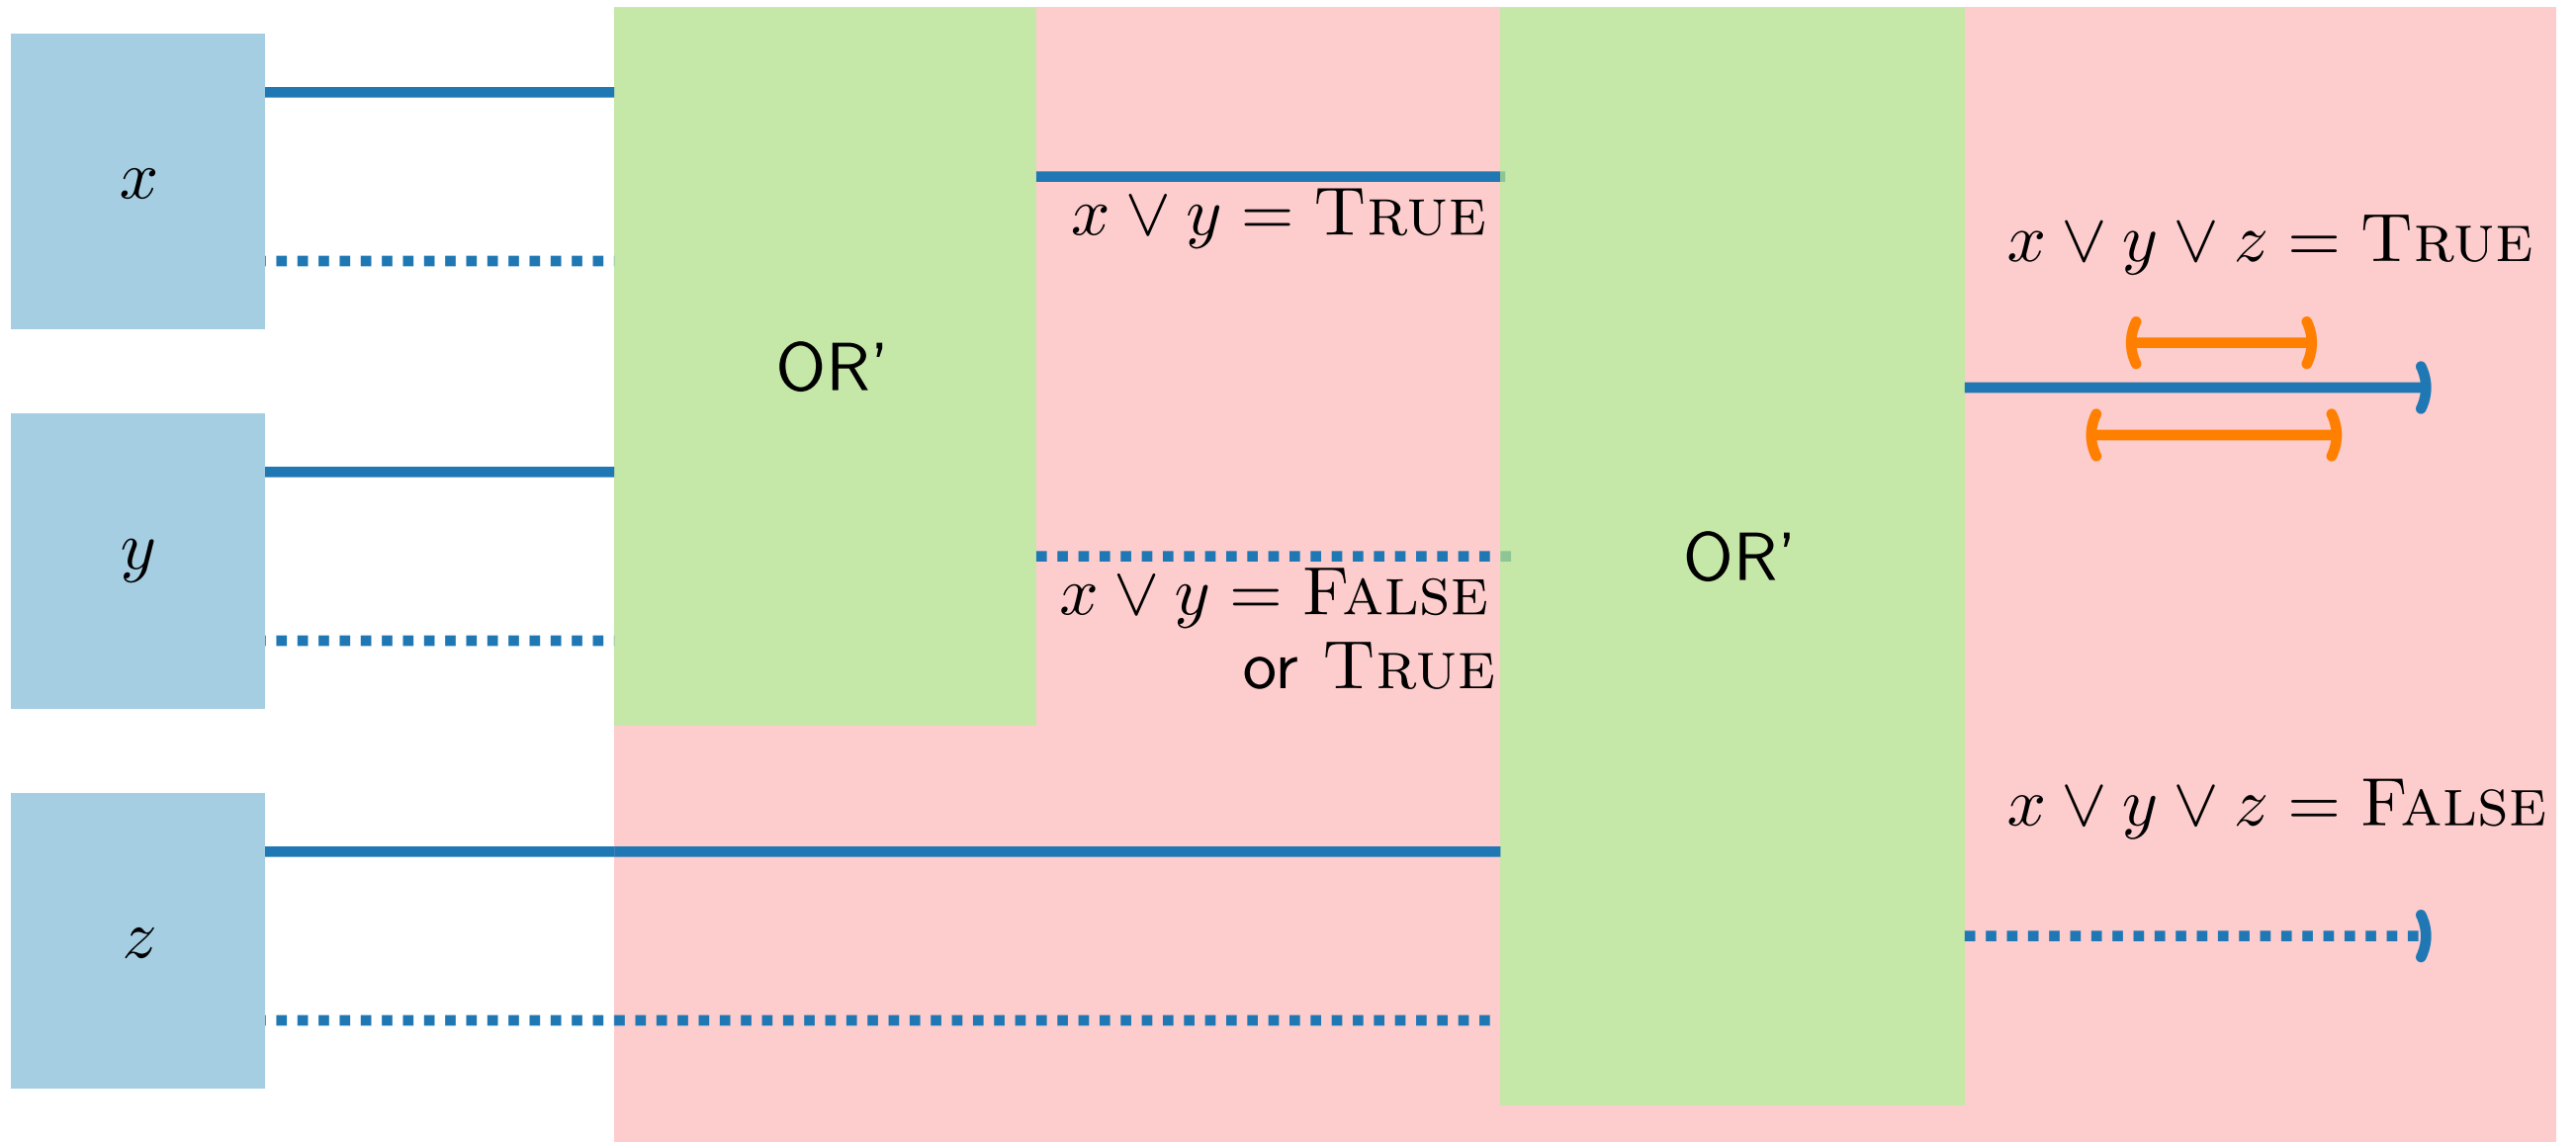 x
OR'
x ∨ y = TRUE
x ∨ y ∨ z = TRUE
y
x ∨ y = FALSE
or TRUE
OR'
x ∨ y ∨ z = FALSE
z